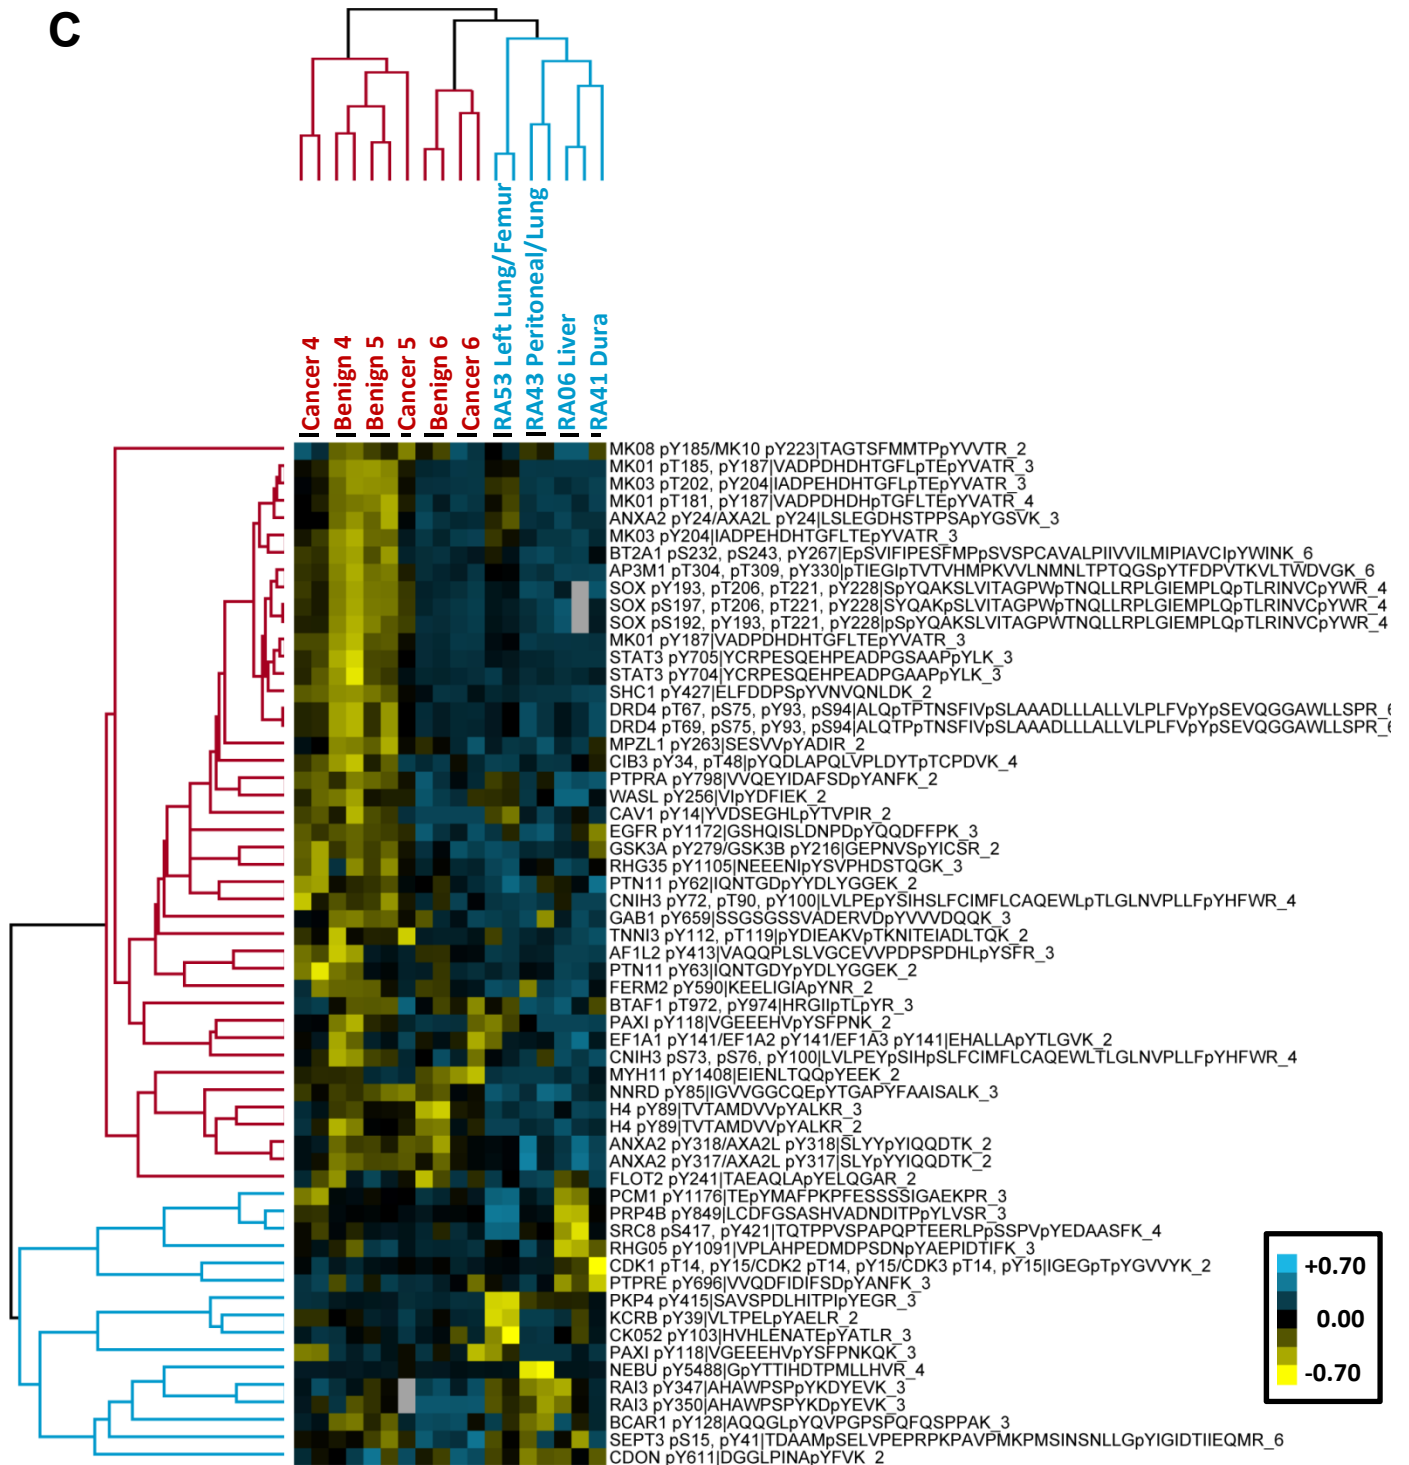 C
Cancer 4
Benign 4
Benign 5
Cancer 5
Benign 6
Cancer 6
RA53 Left Lung/Femur
RA43 Peritoneal/Lung
RA06 Liver
RA41 Dura
MK08 pY185/MK10 pY223|TAGTSFMMTPpYVVTR_2
MK01 pT185, pY187|VADPDHDHTGFLpTEpYVATR_3
MK03 pT202, pY204|IADPEHDHTGFLpTEpYVATR_3
MK01 pT181, pY187|VADPDHDHpTGFLTEpYVATR_4
ANXA2 pY24/AXA2L pY24|LSLEGDHSTPPSApYGSVK_3
MK03 pY204|IADPEHDHTGFLTEpYVATR_3
BT2A1 pS232, pS243, pY267|EpSVIFIPESFMPpSVSPCAVALPIIVVILMIPIAVCIpYWINK_6
AP3M1 pT304, pT309, pY330|pTIEGIpTVTVHMPKVVLNMNLTPTQGSpYTFDPVTKVLTWDVGK_6
SOX pY193, pT206, pT221, pY228|SpYQAKSLVITAGPWpTNQLLRPLGIEMPLQpTLRINVCpYWR_4
SOX pS197, pT206, pT221, pY228|SYQAKpSLVITAGPWpTNQLLRPLGIEMPLQpTLRINVCpYWR_4
SOX pS192, pY193, pT221, pY228|pSpYQAKSLVITAGPWTNQLLRPLGIEMPLQpTLRINVCpYWR_4
MK01 pY187|VADPDHDHTGFLTEpYVATR_3
STAT3 pY705|YCRPESQEHPEADPGSAAPpYLK_3
STAT3 pY704|YCRPESQEHPEADPGAAPpYLK_3
SHC1 pY427|ELFDDPSpYVNVQNLDK_2
DRD4 pT67, pS75, pY93, pS94|ALQpTPTNSFIVpSLAAADLLLALLVLPLFVpYpSEVQGGAWLLSPR_6
DRD4 pT69, pS75, pY93, pS94|ALQTPpTNSFIVpSLAAADLLLALLVLPLFVpYpSEVQGGAWLLSPR_6
MPZL1 pY263|SESVVpYADIR_2
CIB3 pY34, pT48|pYQDLAPQLVPLDYTpTCPDVK_4
PTPRA pY798|VVQEYIDAFSDpYANFK_2
WASL pY256|VIpYDFIEK_2
CAV1 pY14|YVDSEGHLpYTVPIR_2
EGFR pY1172|GSHQISLDNPDpYQQDFFPK_3
GSK3A pY279/GSK3B pY216|GEPNVSpYICSR_2
RHG35 pY1105|NEEENIpYSVPHDSTQGK_3
PTN11 pY62|IQNTGDpYYDLYGGEK_2
CNIH3 pY72, pT90, pY100|LVLPEpYSIHSLFCIMFLCAQEWLpTLGLNVPLLFpYHFWR_4
GAB1 pY659|SSGSGSSVADERVDpYVVVDQQK_3
TNNI3 pY112, pT119|pYDIEAKVpTKNITEIADLTQK_2
AF1L2 pY413|VAQQPLSLVGCEVVPDPSPDHLpYSFR_3
PTN11 pY63|IQNTGDYpYDLYGGEK_2
FERM2 pY590|KEELIGIApYNR_2
BTAF1 pT972, pY974|HRGIIpTLpYR_3
PAXI pY118|VGEEEHVpYSFPNK_2
EF1A1 pY141/EF1A2 pY141/EF1A3 pY141|EHALLApYTLGVK_2
CNIH3 pS73, pS76, pY100|LVLPEYpSIHpSLFCIMFLCAQEWLTLGLNVPLLFpYHFWR_4
MYH11 pY1408|EIENLTQQpYEEK_2
NNRD pY85|IGVVGGCQEpYTGAPYFAAISALK_3
H4 pY89|TVTAMDVVpYALKR_3
H4 pY89|TVTAMDVVpYALKR_2
ANXA2 pY318/AXA2L pY318|SLYYpYIQQDTK_2
ANXA2 pY317/AXA2L pY317|SLYpYYIQQDTK_2
FLOT2 pY241|TAEAQLApYELQGAR_2
PCM1 pY1176|TEpYMAFPKPFESSSSIGAEKPR_3
PRP4B pY849|LCDFGSASHVADNDITPpYLVSR_3
SRC8 pS417, pY421|TQTPPVSPAPQPTEERLPpSSPVpYEDAASFK_4
RHG05 pY1091|VPLAHPEDMDPSDNpYAEPIDTIFK_3
CDK1 pT14, pY15/CDK2 pT14, pY15/CDK3 pT14, pY15|IGEGpTpYGVVYK_2
PTPRE pY696|VVQDFIDIFSDpYANFK_3
PKP4 pY415|SAVSPDLHITPIpYEGR_3
KCRB pY39|VLTPELpYAELR_2
CK052 pY103|HVHLENATEpYATLR_3
PAXI pY118|VGEEEHVpYSFPNKQK_3
NEBU pY5488|GpYTTIHDTPMLLHVR_4
RAI3 pY347|AHAWPSPpYKDYEVK_3
RAI3 pY350|AHAWPSPYKDpYEVK_3
BCAR1 pY128|AQQGLpYQVPGPSPQFQSPPAK_3
SEPT3 pS15, pY41|TDAAMpSELVPEPRPKPAVPMKPMSINSNLLGpYIGIDTIIEQMR_6
CDON pY611|DGGLPINApYFVK_2
+0.70
0.00
-0.70